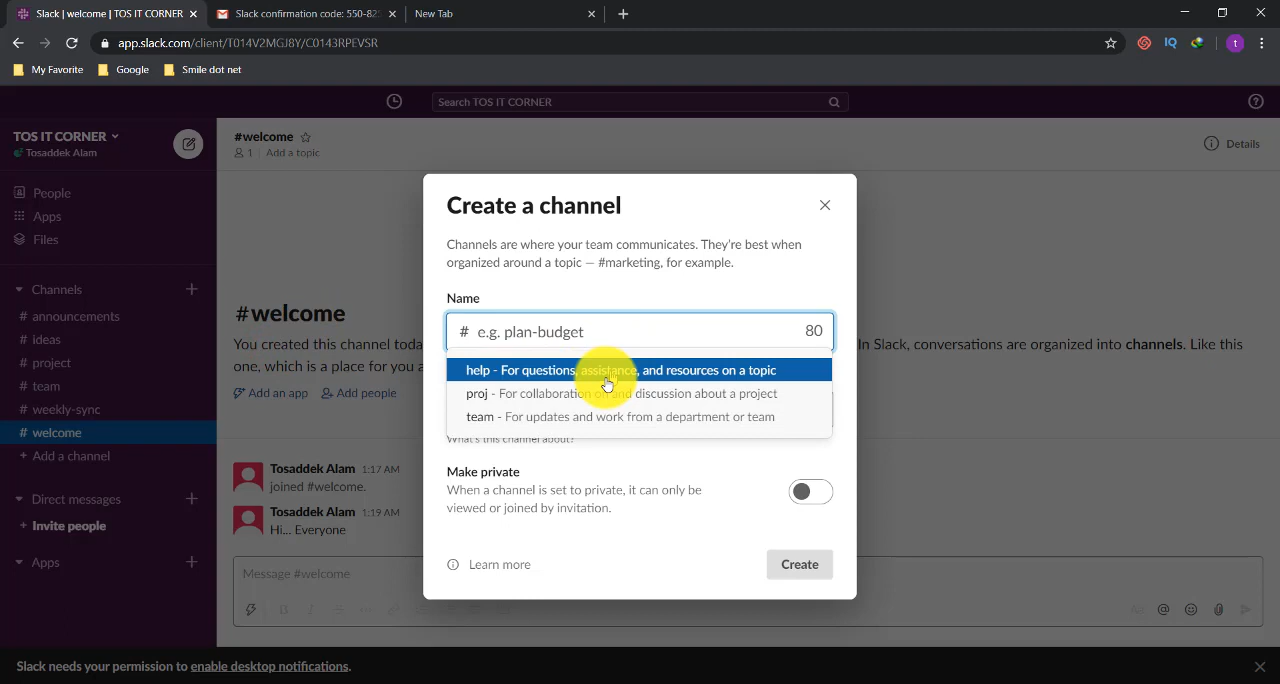 Slack | welcome | TOS IT CORNER
Slack confirmation code: 550-82
New Tab
app.slack.com/client/T014V2MGJ8Y/C0143RPEVSR
IQ
t
My Favorite
Google
Smile dot net
Search TOS IT CORNER
TOS IT CORNER
Tosaddek Alam
People
Apps
Files
Channels
# announcements
# ideas
# project
# team
# weekly-sync
# welcome
+ Add a channel
Direct messages
+ Invite people
Apps
#welcome
1 | Add a topic
Details
#welcome
You created this channel toda
In Slack, conversations are organized into channels. Like this
one, which is a place for you a
Add an app
Add people
Tosaddek Alam 1:17 AM
joined #welcome.
Tosaddek Alam 1:19 AM
Hi... Everyone
Message #welcome
Create a channel
Channels are where your team communicates. They're best when
organized around a topic — #marketing, for example.
Name
# e.g. plan-budget
80
help - For questions, assistance, and resources on a topic
proj - For collaboration on and discussion about a project
team - For updates and work from a department or team
What's this channel about?
Make private
When a channel is set to private, it can only be
viewed or joined by invitation.
Learn more
Create
Slack needs your permission to enable desktop notifications.